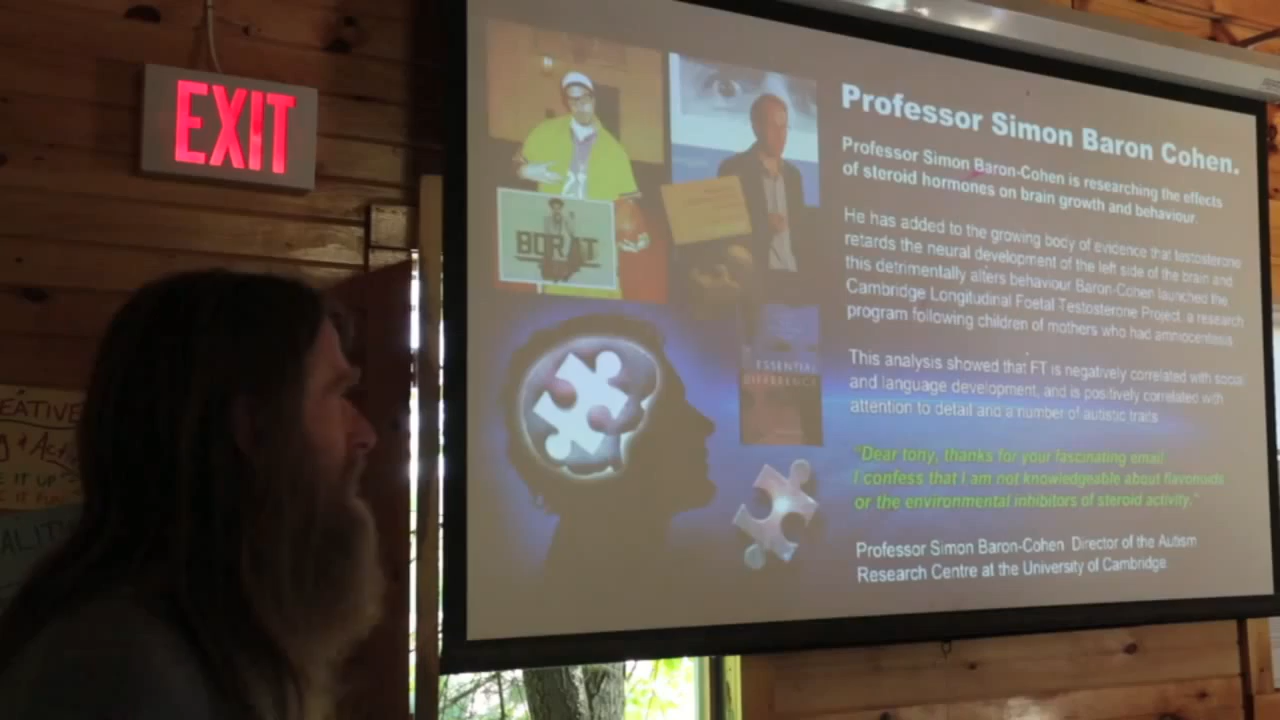 EXIT
BORAT
ESSENTIAL
DIFFERENCE
Professor Simon Baron Cohen.
Professor Simon Baron-Cohen is researching the effects
of steroid hormones on brain growth and behaviour.
He has added to the growing body of evidence that testosterone
retards the neural development of the left side of the brain and
this detrimentally alters behaviour Baron-Cohen launched the
Cambridge Longitudinal Foetal Testosterone Project, a research
program following children of mothers who had amniocentesis
This analysis showed that FT is negatively correlated with social
and language development, and is positively correlated with
attention to detail and a number of autistic traits
"Dear tony, thanks for your fascinating email
I confess that I am not knowledgeable about flavonoids
or the environmental inhibitors of steroid activity."
Professor Simon Baron-Cohen Director of the Autism
Research Centre at the University of Cambridge
EATIVE
IT UP